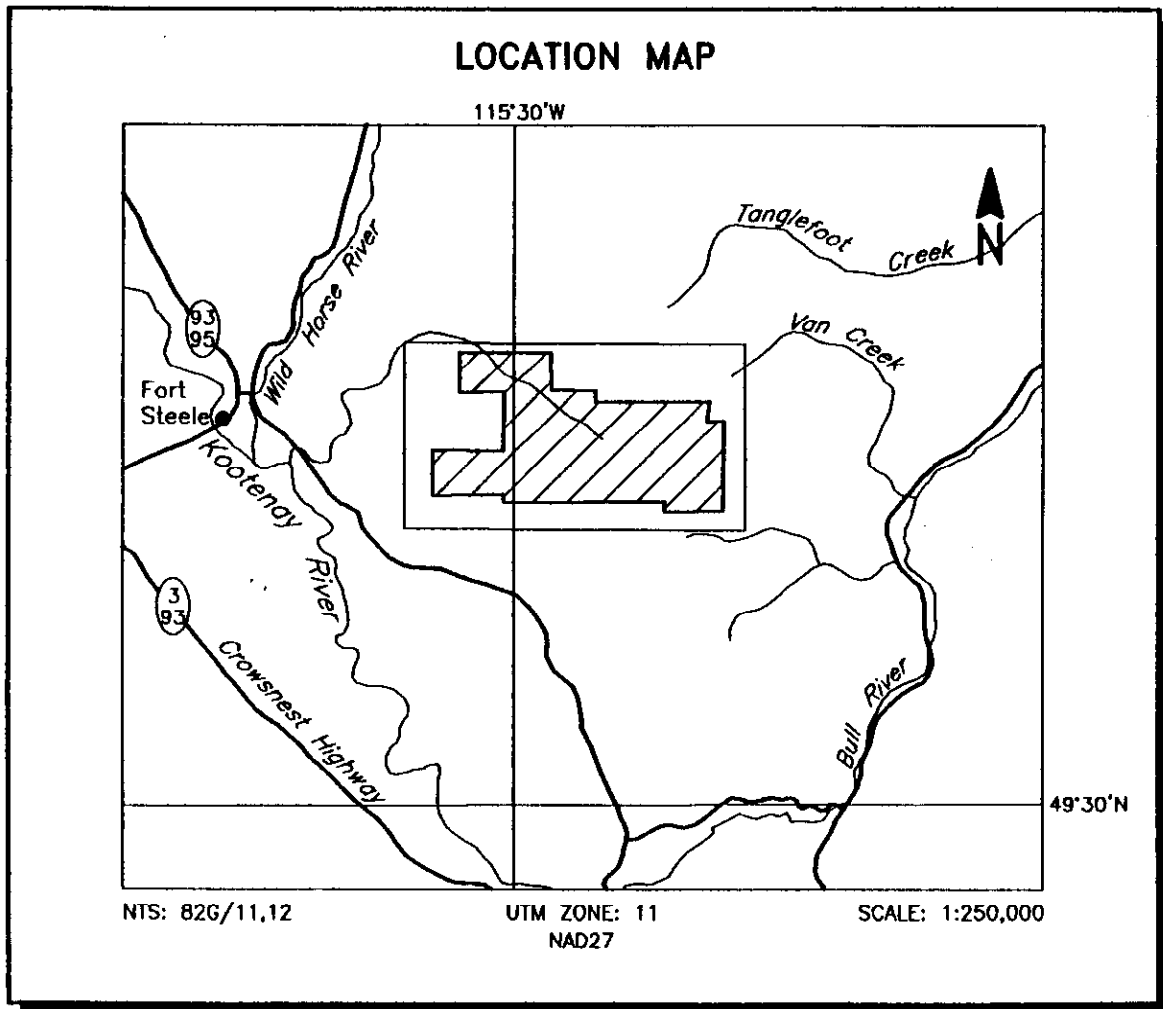 LOCATION MAP
115°30'W
Tanglefoot Creek
N
Wild Horse River
93
95
Van Creek
Fort
Steele
Kootenay River
3
93
Crowsnest Highway
Bull River
49°30'N
NTS: 82G/11,12
UTM ZONE: 11
NAD27
SCALE: 1:250,000